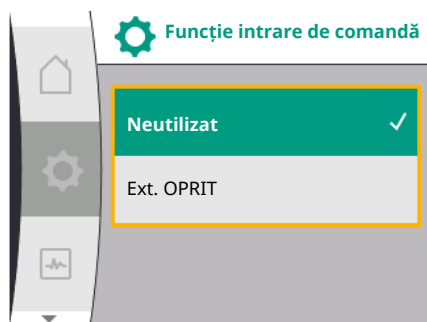 Funcție intrare de comandă
Neutilizat
Ext. OPRIT